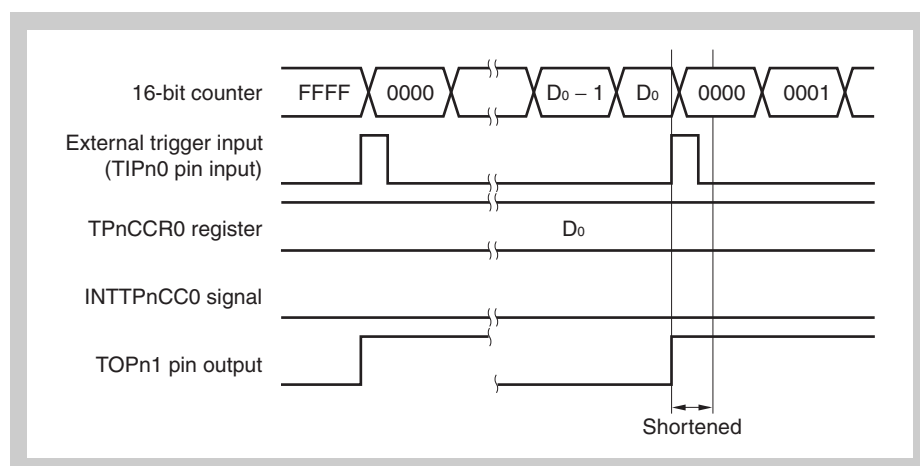 16-bit counter FFFF 0000 D₀ − 1 D₀ 0000 0001
External trigger input
(TIPn0 pin input)
TPnCCR0 register D₀
INTTPnCC0 signal
TOPn1 pin output
Shortened